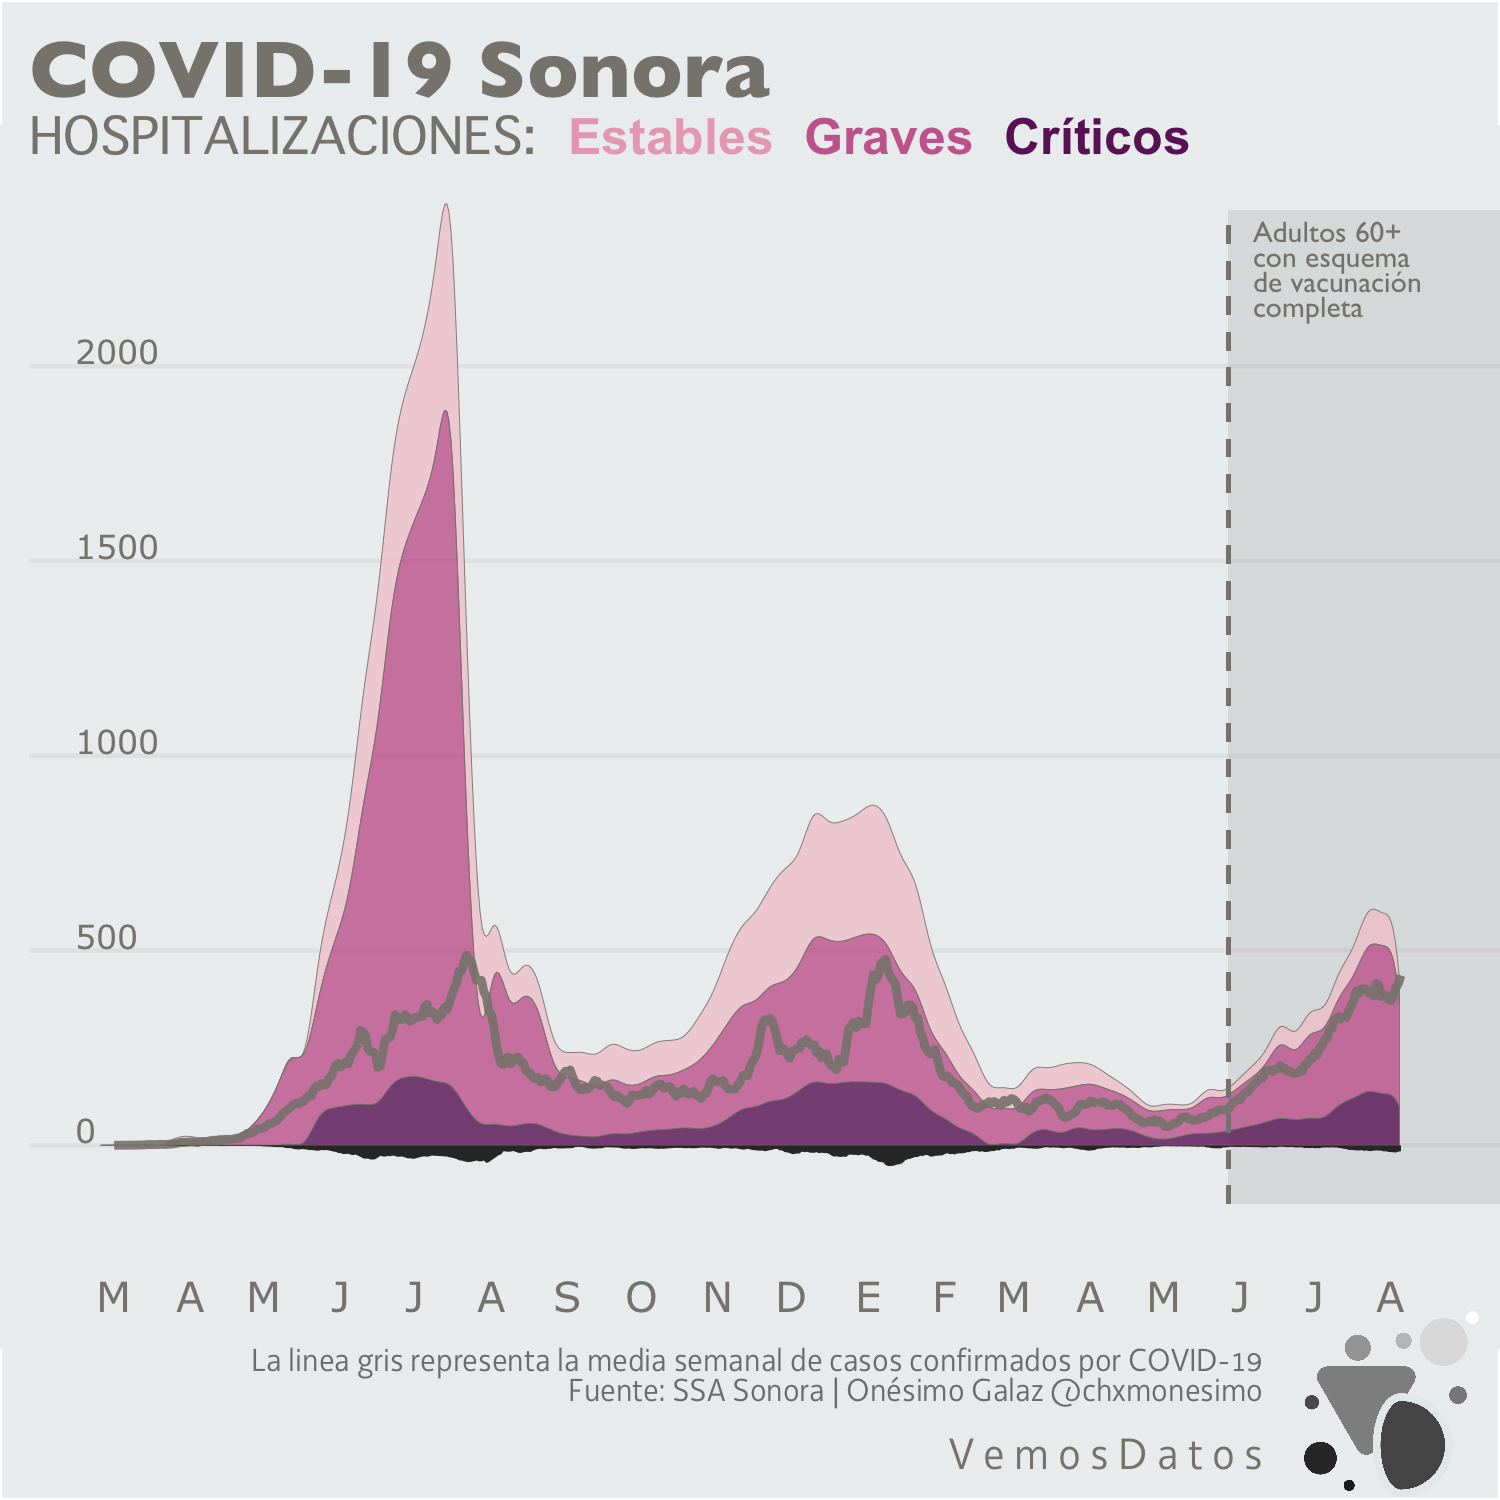 COVID-19 Sonora
HOSPITALIZACIONES: Estables Graves Críticos
Adultos 60+
con esquema
de vacunación
completa
2000
1500
1000
500
0
M A M J J A S O N D E F M A M J J A
La linea gris representa la media semanal de casos confirmados por COVID-19
Fuente: SSA Sonora | Onésimo Galaz @chxmonesimo
VemosDatos